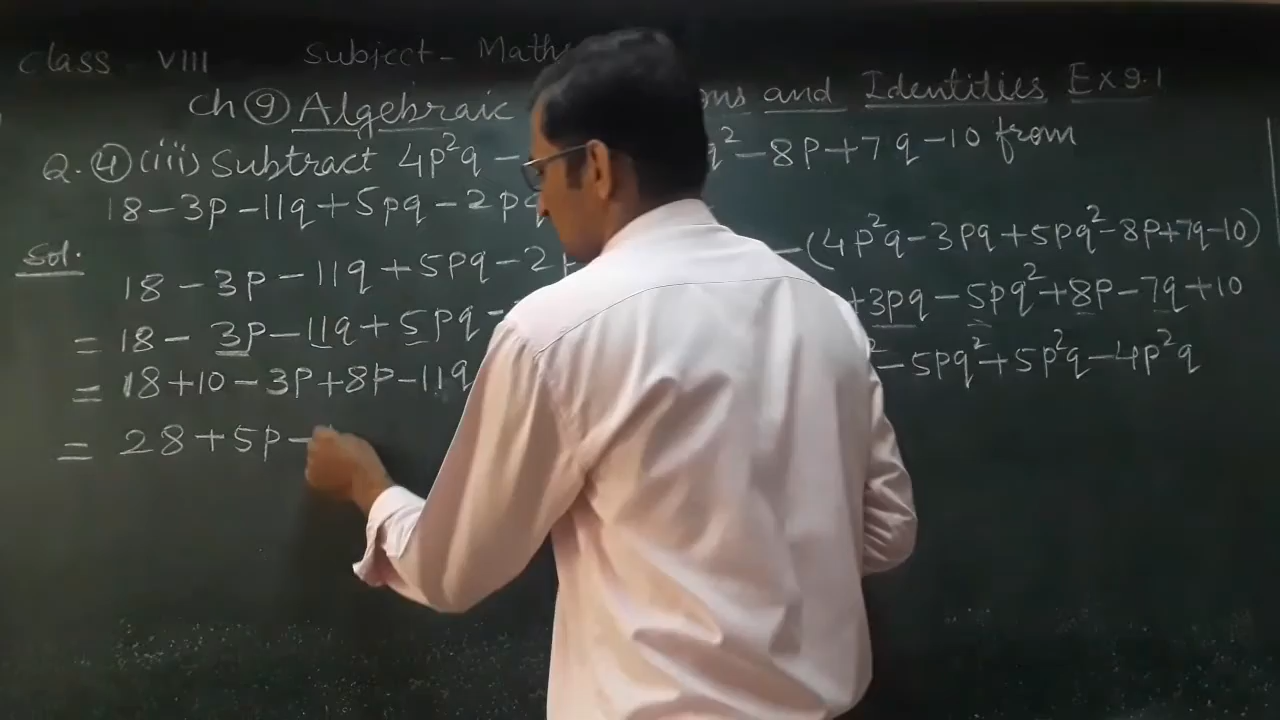 Class - VIII Subject - Maths
Ch 9 Algebraic and Identities Ex 9.1
Q. 4 (iii) Subtract 4p²q - q² - 8p + 7q - 10 from
18 - 3p - 11q + 5pq - 2pq
Sol.
18 - 3p - 11q + 5pq - 2p - (4p²q - 3pq + 5pq² - 8p + 7q - 10)
= 18 - 3p - 11q + 5pq - + 3pq - 5pq² + 8p - 7q + 10
= 18 + 10 - 3p + 8p - 11q ² - 5pq² + 5p²q - 4p²q
= 28 + 5p -